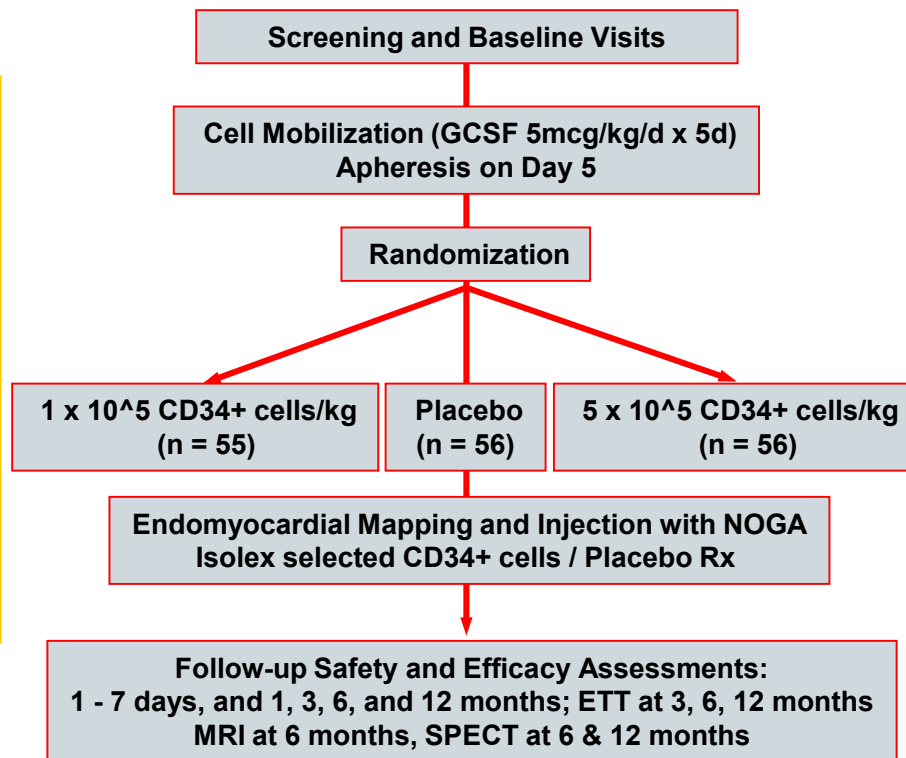 Screening and Baseline Visits
Cell Mobilization (GCSF 5mcg/kg/d x 5d)
Apheresis on Day 5
Randomization
1 x 10^5 CD34+ cells/kg
(n = 55)
Placebo
(n = 56)
5 x 10^5 CD34+ cells/kg
(n = 56)
Endomyocardial Mapping and Injection with NOGA
Isolex selected CD34+ cells / Placebo Rx
Follow-up Safety and Efficacy Assessments:
1 - 7 days, and 1, 3, 6, and 12 months; ETT at 3, 6, 12 months
MRI at 6 months, SPECT at 6 & 12 months